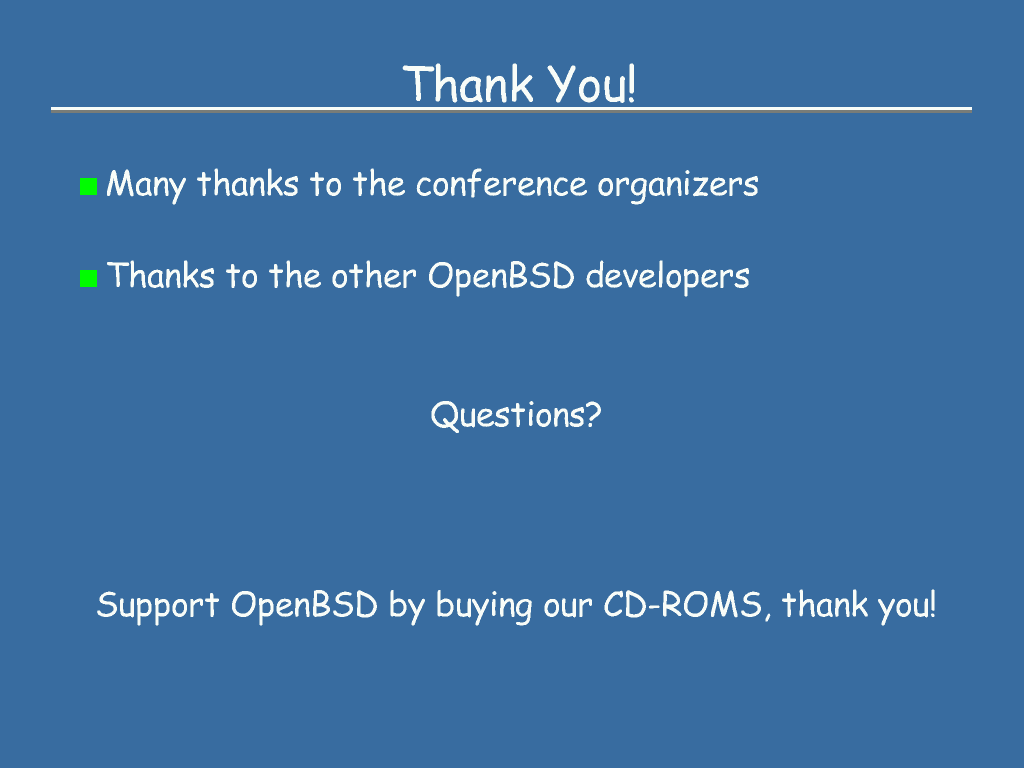 Thank You!
Many thanks to the conference organizers
Thanks to the other OpenBSD developers
Questions?
Support OpenBSD by buying our CD-ROMS, thank you!